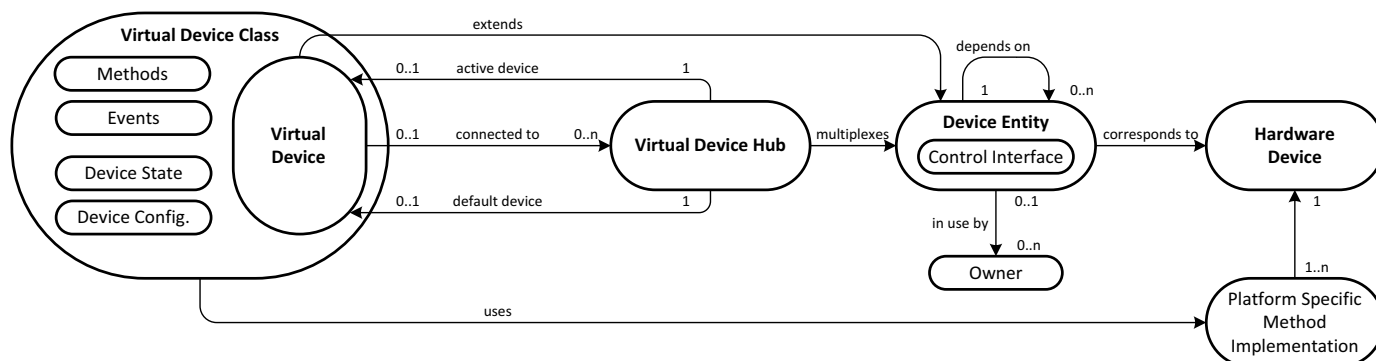 extends
Virtual Device Class
depends on
Methods
0..1 active device 1
1 0..n
Events
Device Entity
Virtual
Device
0..1 connected to 0..n
Virtual Device Hub
multiplexes
Control Interface
corresponds to
Hardware
Device
Device State
0..1 default device 1
Device Config.
0..1
in use by
0..n
1
Owner
1..n
uses
Platform Specific
Method
Implementation